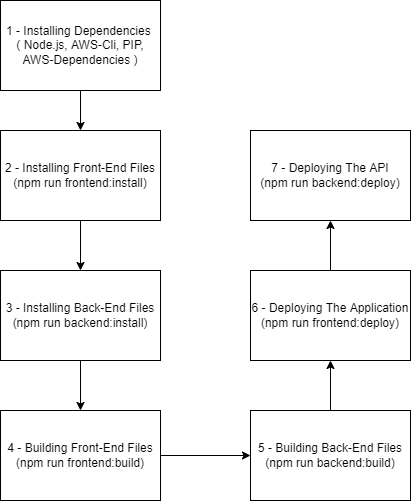 1 - Installing Dependencies
( Node.js, AWS-Cli, PIP,
AWS-Dependencies )
2 - Installing Front-End Files
(npm run frontend:install)
3 - Installing Back-End Files
(npm run backend:install)
4 - Building Front-End Files
(npm run frontend:build)
5 - Building Back-End Files
(npm run backend:build)
6 - Deploying The Application
(npm run frontend:deploy)
7 - Deploying The API
(npm run backend:deploy)